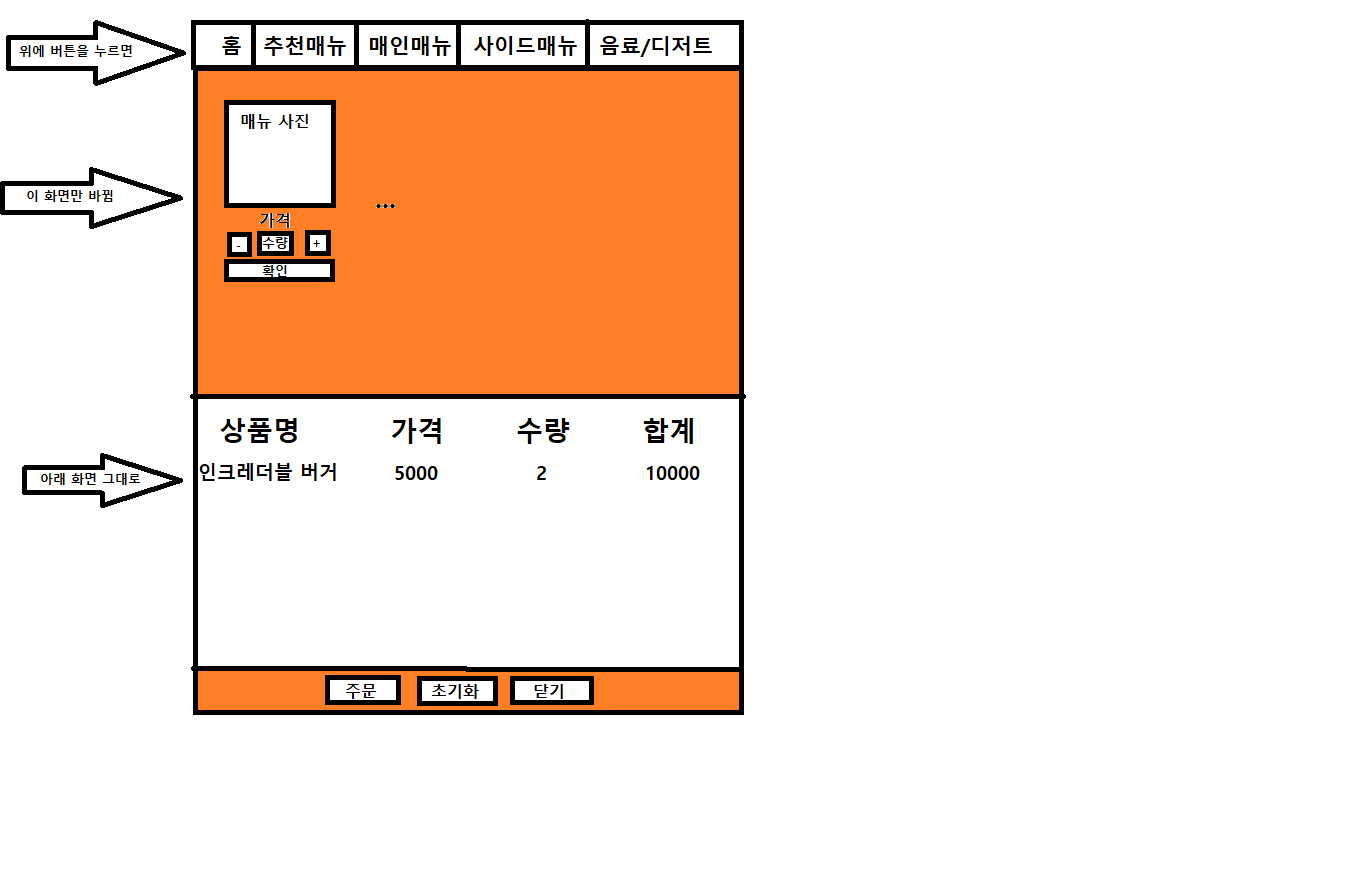 위에 버튼을 누르면
홈 추천매뉴 매인매뉴 사이드매뉴 음료/디저트
매뉴 사진
이 화면만 바뀜
...
가격
- 수량 +
확인
상품명 가격 수량 합계
아래 화면 그대로
인크레더블 버거 5000 2 10000
주문 초기화 닫기